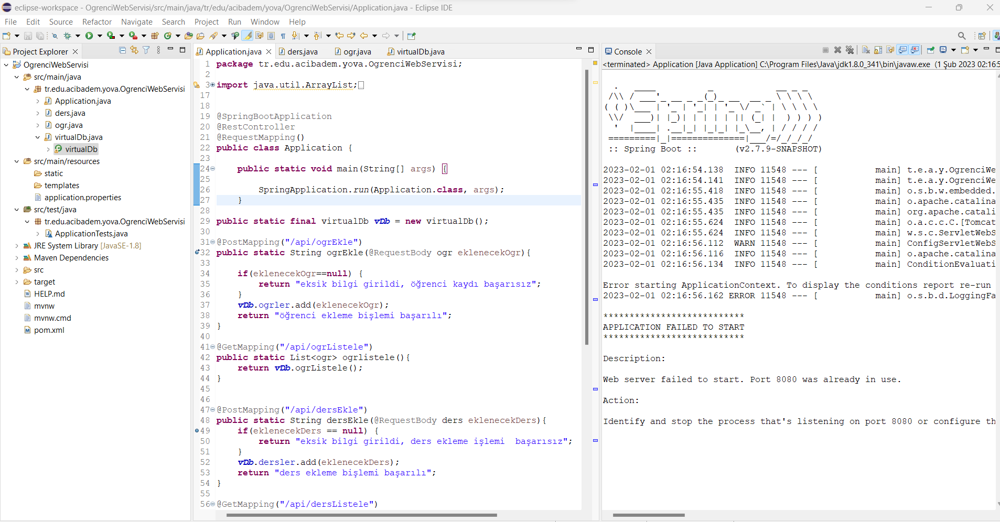 eclipse-workspace - OgrenciWebServisi/src/main/java/tr/edu/acibadem/yova/OgrenciWebServisi/Application.java - Eclipse IDE
File Edit Source Refactor Navigate Search Project Run Window Help
Project Explorer
OgrenciWebServisi
src/main/java
tr.edu.acibadem.yova.OgrenciWebServisi
Application.java
ders.java
ogr.java
virtualDb.java
virtualDb
src/main/resources
static
templates
application.properties
src/test/java
tr.edu.acibadem.yova.OgrenciWebServisi
ApplicationTests.java
JRE System Library [JavaSE-1.8]
Maven Dependencies
src
target
HELP.md
mvnw
mvnw.cmd
pom.xml
Application.java ders.java ogr.java virtualDb.java
1 package tr.edu.acibadem.yova.OgrenciWebServisi;
2
3 import java.util.ArrayList;
17
18
19 @SpringBootApplication
20 @RestController
21 @RequestMapping()
22 public class Application {
23
24 public static void main(String[] args) {
25
26 SpringApplication.run(Application.class, args);
27 }
28
29 public static final virtualDb vDb = new virtualDb();
30
31 @PostMapping("/api/ogrEkle")
32 public static String ogrEkle(@RequestBody ogr eklenecekOgr){
33
34 if(eklenecekOgr==null) {
35 return "eksik bilgi girildi, öğrenci kaydı başarısız";
36 }
37 vDb.ogrler.add(eklenecekOgr);
38 return "öğrenci ekleme bişlemi başarılı";
39 }
40
41 @GetMapping("/api/ogrListele")
42 public static List<ogr> ogrlistele(){
43 return vDb.ogrListele();
44 }
45
46
47 @PostMapping("/api/dersEkle")
48 public static String dersEkle(@RequestBody ders eklenecekDers){
49 if(eklenecekDers == null) {
50 return "eksik bilgi girildi, ders ekleme işlemi  başarısız";
51 }
52 vDb.dersler.add(eklenecekDers);
53 return "ders ekleme bişlemi başarılı";
54 }
55
56 @GetMapping("/api/dersListele")
Console
<terminated> Application [Java Application] C:\Program Files\Java\jdk1.8.0_341\bin\javaw.exe (1 Şub 2023 02:16:5
Spring
:: Spring Boot :: (v2.7.9-SNAPSHOT)
2023-02-01 02:16:54.138 INFO 11548 --- [ main] t.e.a.y.OgrenciWe
2023-02-01 02:16:54.141 INFO 11548 --- [ main] t.e.a.y.OgrenciWe
2023-02-01 02:16:55.418 INFO 11548 --- [ main] o.s.b.w.embedded.
2023-02-01 02:16:55.435 INFO 11548 --- [ main] o.apache.catalina
2023-02-01 02:16:55.435 INFO 11548 --- [ main] org.apache.catali
2023-02-01 02:16:55.624 INFO 11548 --- [ main] o.a.c.c.C.[Tomcat
2023-02-01 02:16:55.624 INFO 11548 --- [ main] w.s.c.ServletWebS
2023-02-01 02:16:56.112 WARN 11548 --- [ main] ConfigServletWebS
2023-02-01 02:16:56.116 INFO 11548 --- [ main] o.apache.catalina
2023-02-01 02:16:56.134 INFO 11548 --- [ main] ConditionEvaluati
Error starting ApplicationContext. To display the conditions report re-run
2023-02-01 02:16:56.162 ERROR 11548 --- [ main] o.s.b.d.LoggingFa
***************************
APPLICATION FAILED TO START
***************************
Description:
Web server failed to start. Port 8080 was already in use.
Action:
Identify and stop the process that's listening on port 8080 or configure th